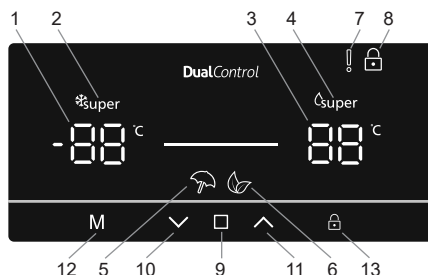 1 2 3 4 7 8
DualControl
super super
-88 °C 88 °C
M
12 5 10 9 11 6 13